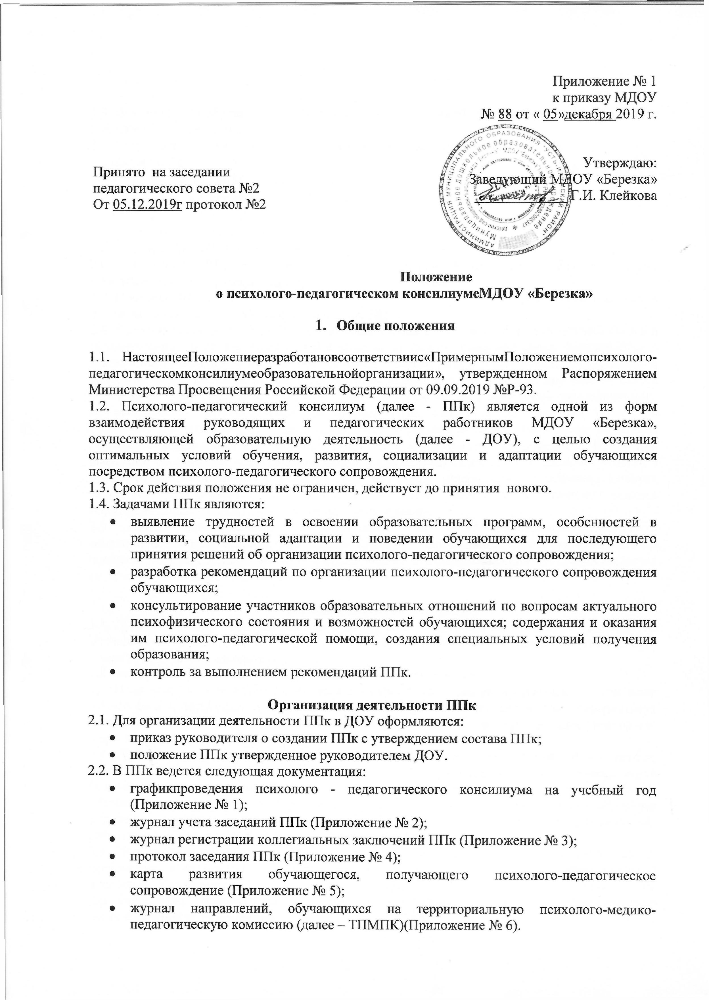 Приложение № 1
к приказу МДОУ
№ 88 от « 05»декабря 2019 г.
Утверждаю:
Заведующий МДОУ «Березка»
Г.И. Клейкова
Принято  на заседании
педагогического совета №2
От 05.12.2019г протокол №2
АДМИНИСТРАЦИЯ МУНИЦИПАЛЬНОГО ОБРАЗОВАНИЯ "УСТЬ-ИЛИМСКИЙ РАЙОН"
Муниципальное дошкольное образовательное учреждение
Положение
о психолого-педагогическом консилиумеМДОУ «Березка»
1. Общие положения
1.1. НастоящееПоложениеразработановсоответствиис«ПримернымПоложениемопсихолого-
педагогическомконсилиумеобразовательнойорганизации», утвержденном Распоряжением
Министерства Просвещения Российской Федерации от 09.09.2019 №Р-93.
1.2. Психолого-педагогический консилиум (далее - ППк) является одной из форм
взаимодействия руководящих и педагогических работников МДОУ «Березка»,
осуществляющей образовательную деятельность (далее - ДОУ), с целью создания
оптимальных условий обучения, развития, социализации и адаптации обучающихся
посредством психолого-педагогического сопровождения.
1.3. Срок действия положения не ограничен, действует до принятия  нового.
1.4. Задачами ППк являются:
• выявление трудностей в освоении образовательных программ, особенностей в
развитии, социальной адаптации и поведении обучающихся для последующего
принятия решений об организации психолого-педагогического сопровождения;
• разработка рекомендаций по организации психолого-педагогического сопровождения
обучающихся;
• консультирование участников образовательных отношений по вопросам актуального
психофизического состояния и возможностей обучающихся; содержания и оказания
им психолого-педагогической помощи, создания специальных условий получения
образования;
• контроль за выполнением рекомендаций ППк.
Организация деятельности ППк
2.1. Для организации деятельности ППк в ДОУ оформляются:
• приказ руководителя о создании ППк с утверждением состава ППк;
• положение ППк утвержденное руководителем ДОУ.
2.2. В ППк ведется следующая документация:
• графикпроведения психолого - педагогического консилиума на учебный год
(Приложение № 1);
• журнал учета заседаний ППк (Приложение № 2);
• журнал регистрации коллегиальных заключений ППк (Приложение № 3);
• протокол заседания ППк (Приложение № 4);
• карта развития обучающегося, получающего психолого-педагогическое
сопровождение (Приложение № 5);
• журнал направлений, обучающихся на территориальную психолого-медико-
педагогическую комиссию (далее – ТПМПК)(Приложение № 6).